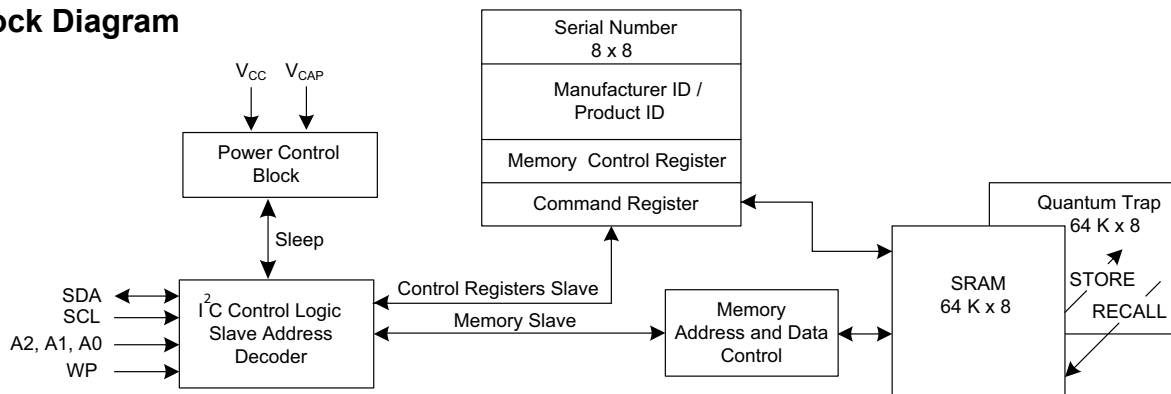 ock Diagram
Serial Number
8 x 8
Manufacturer ID /
Product ID
Memory Control Register
Command Register
VCC
VCAP
Power Control
Block
Sleep
Quantum Trap
64 K x 8
SRAM
64 K x 8
STORE
RECALL
SDA
SCL
A2, A1, A0
WP
I2C Control Logic
Slave Address
Decoder
Control Registers Slave
Memory Slave
Memory
Address and Data
Control